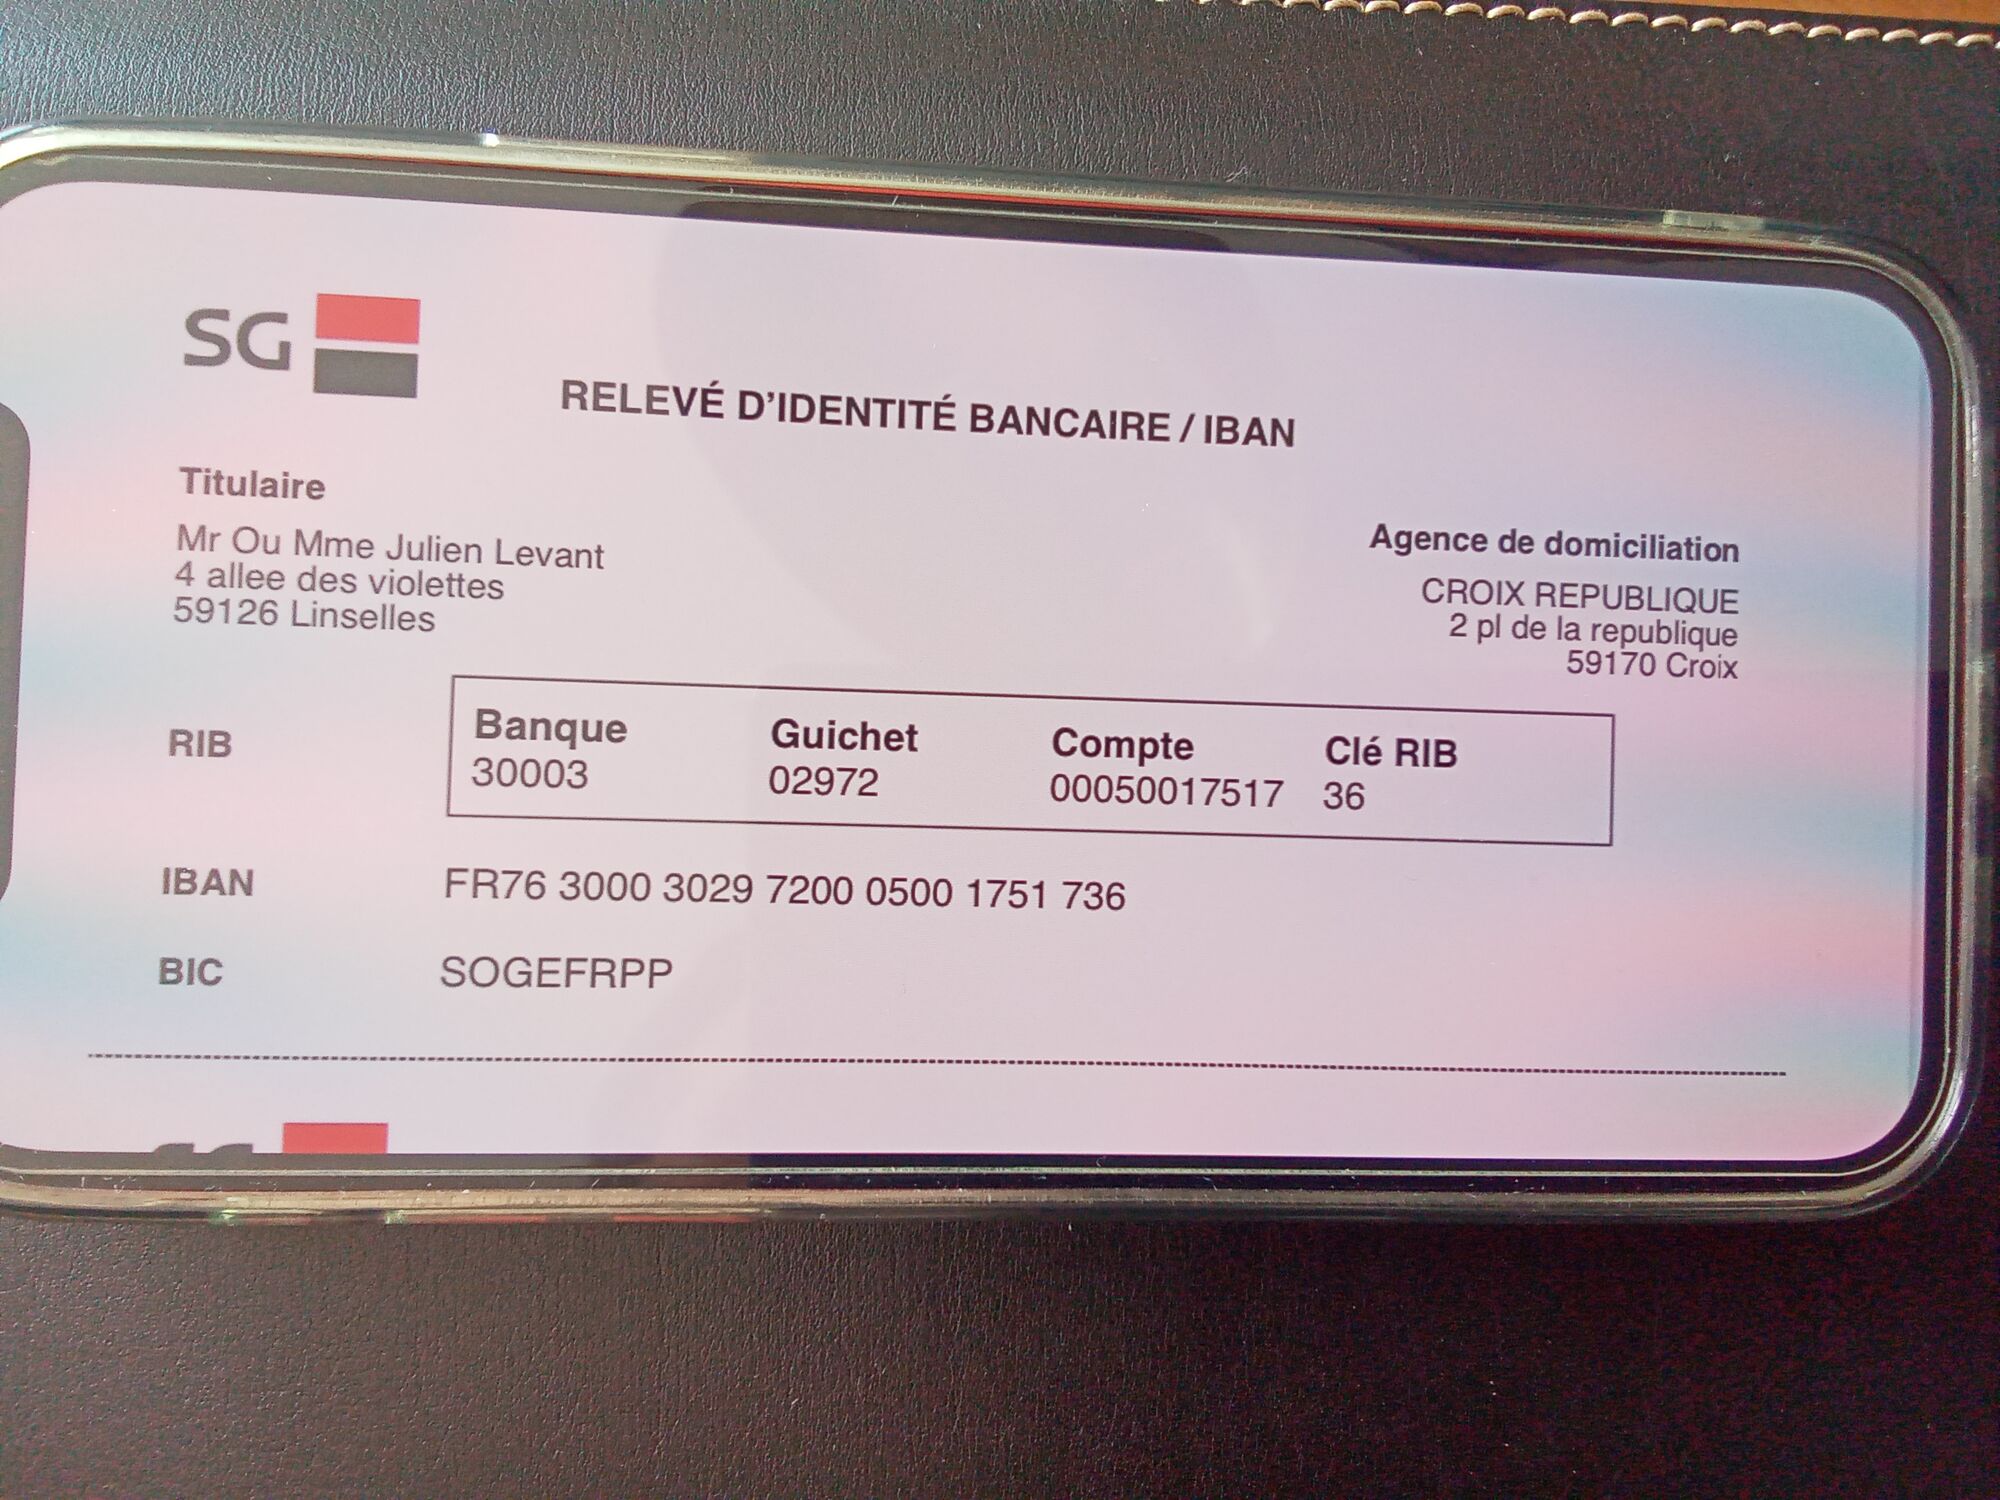 SG
RELEVÉ D'IDENTITÉ BANCAIRE / IBAN
Titulaire
Mr Ou Mme Julien Levant
4 allee des violettes
59126 Linselles
Agence de domiciliation
CROIX REPUBLIQUE
2 pl de la republique
59170 Croix
RIB
Banque Guichet Compte Clé RIB
30003 02972 00050017517 36
IBAN FR76 3000 3029 7200 0500 1751 736
BIC SOGEFRPP